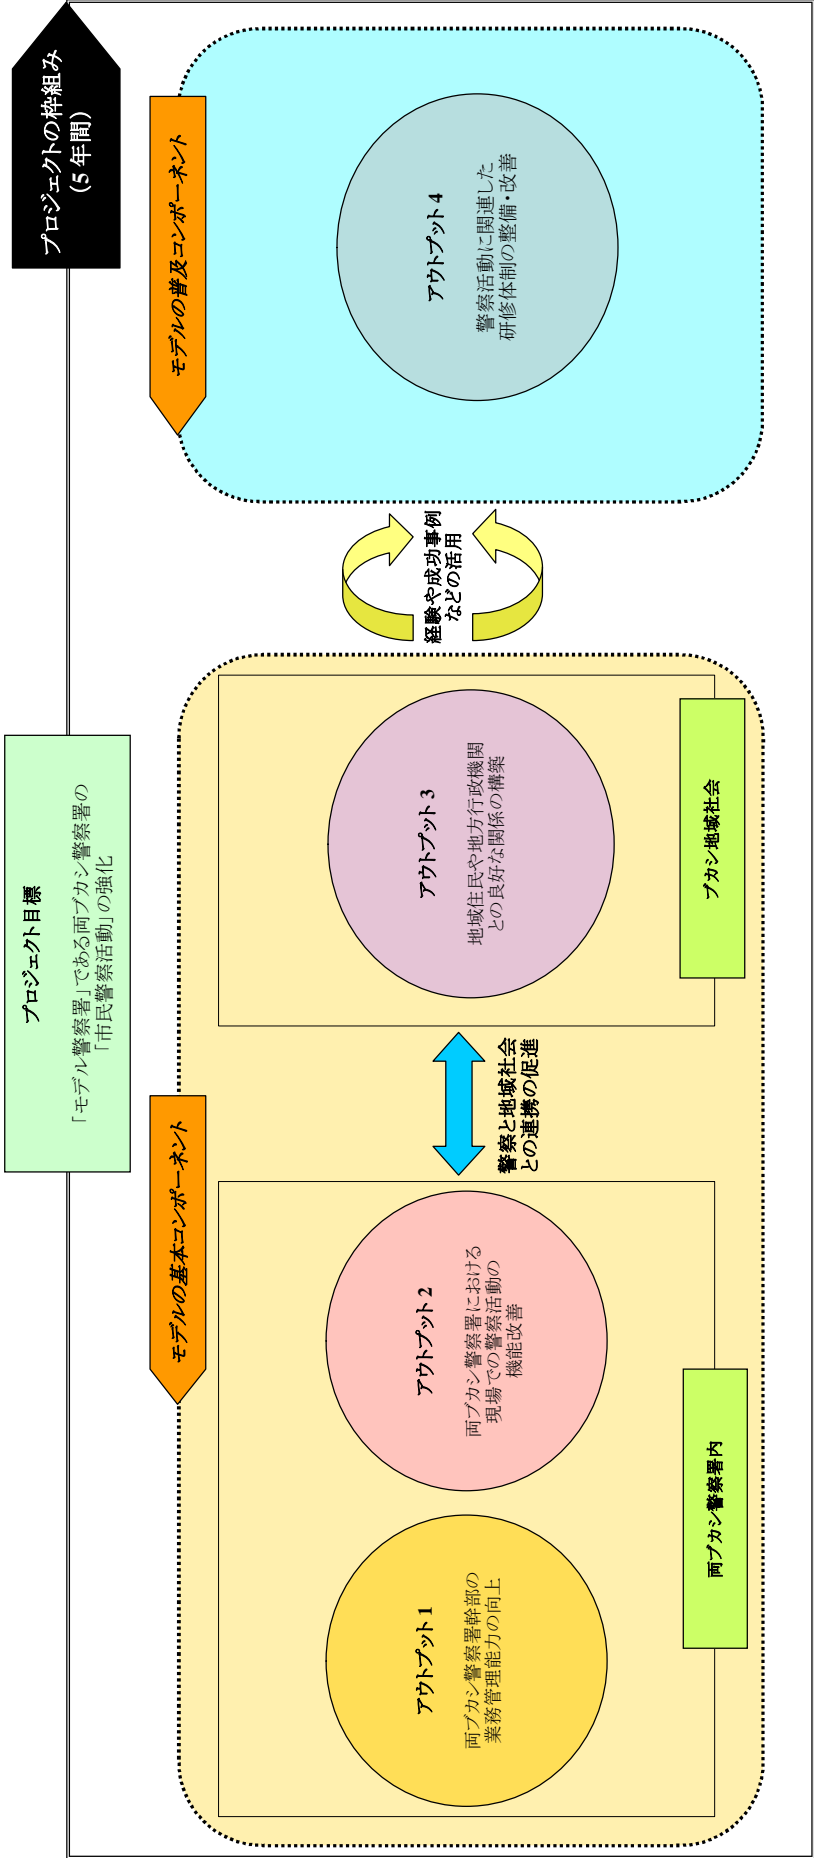 プロジェクト目標
「モデル警察署」である両ブカシ警察署の
「市民警察活動」の強化
プロジェクトの枠組み
（5 年間）
モデルの基本コンポーネント
モデルの普及コンポーネント
アウトプット 1
両ブカシ警察署幹部の
業務管理能力の向上
アウトプット 2
両ブカシ警察署における
現場での警察活動の
機能改善
両ブカシ警察署内
警察と地域社会
との連携の促進
アウトプット 3
地域住民や地方行政機関
との良好な関係の構築
ブカシ地域社会
経験や成功事例
などの活用
アウトプット 4
警察活動に関連した
研修体制の整備・改善